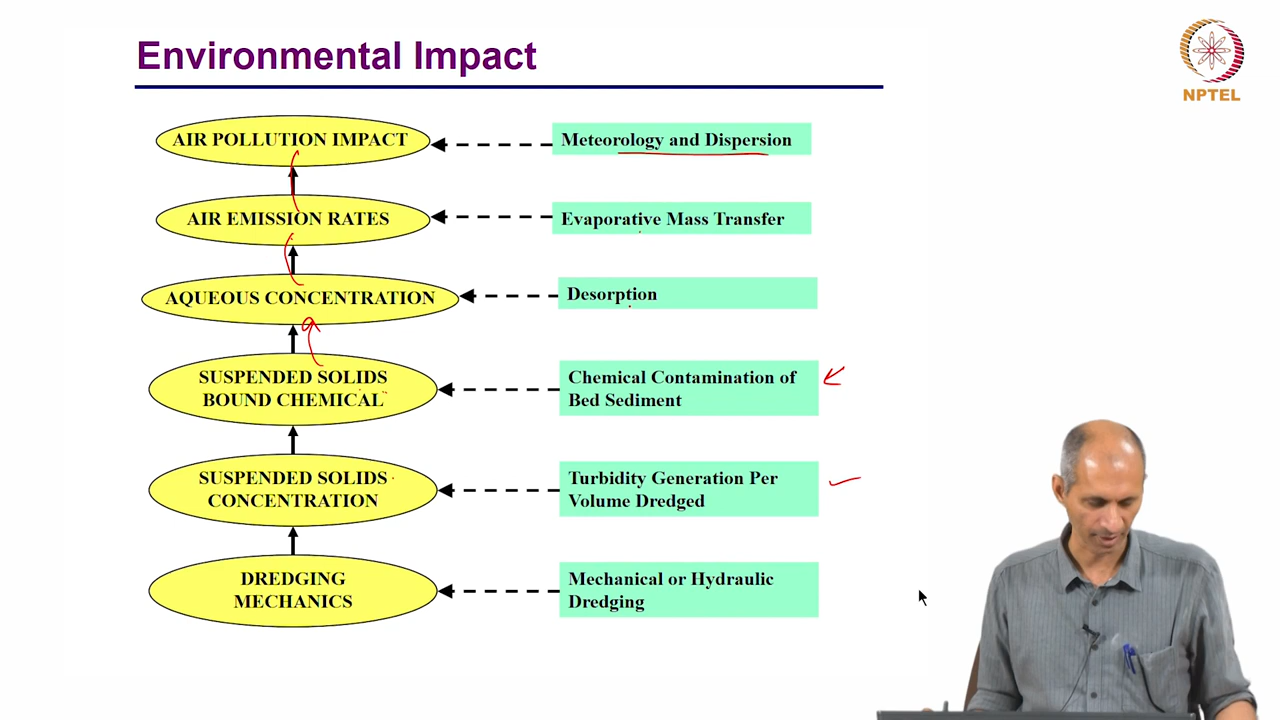 Environmental Impact
NPTEL
AIR POLLUTION IMPACT
Meteorology and Dispersion
AIR EMISSION RATES
Evaporative Mass Transfer
AQUEOUS CONCENTRATION
Desorption
SUSPENDED SOLIDS
BOUND CHEMICAL
Chemical Contamination of
Bed Sediment
SUSPENDED SOLIDS
CONCENTRATION
Turbidity Generation Per
Volume Dredged
DREDGING
MECHANICS
Mechanical or Hydraulic
Dredging